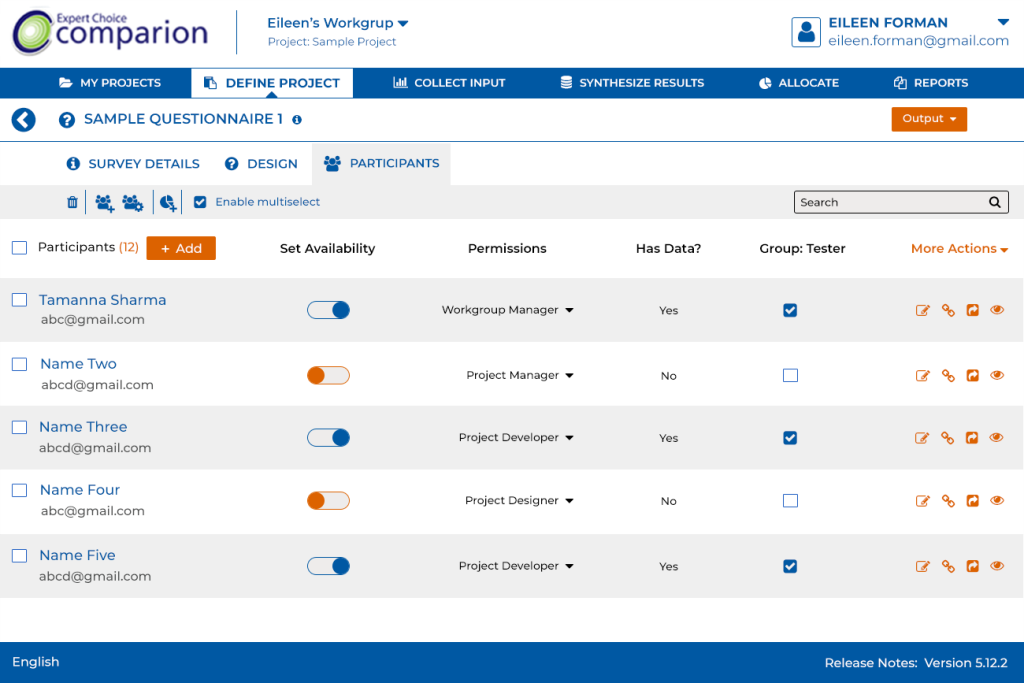 Expert Choice
comparion
Eileen's Workgrup
Project: Sample Project
EILEEN FORMAN
eileen.forman@gmail.com
MY PROJECTS
DEFINE PROJECT
COLLECT INPUT
SYNTHESIZE RESULTS
ALLOCATE
REPORTS
SAMPLE QUESTIONNAIRE 1
Output
SURVEY DETAILS
DESIGN
PARTICIPANTS
Enable multiselect
Search
Participants (12)
+ Add
Set Availability
Permissions
Has Data?
Group: Tester
More Actions
Tamanna Sharma
abc@gmail.com
Workgroup Manager
Yes
Name Two
abcd@gmail.com
Project Manager
No
Name Three
abcd@gmail.com
Project Developer
Yes
Name Four
abc@gmail.com
Project Designer
No
Name Five
abcd@gmail.com
Project Developer
Yes
English
Release Notes: Version 5.12.2